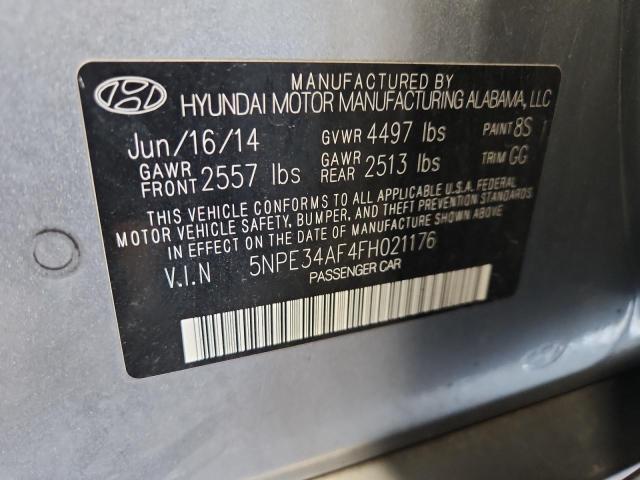 MANUFACTURED BY
HYUNDAI MOTOR MANUFACTURING ALABAMA, LLC
Jun/16/14 GVWR 4497 lbs PAINT 8S
GAWR FRONT 2557 lbs GAWR REAR 2513 lbs TRIM GG
THIS VEHICLE CONFORMS TO ALL APPLICABLE U.S.A. FEDERAL
MOTOR VEHICLE SAFETY, BUMPER, AND THEFT PREVENTION STANDARDS
IN EFFECT ON THE DATE OF MANUFACTURE SHOWN ABOVE
V.I.N 5NPE34AF4FH021176
PASSENGER CAR